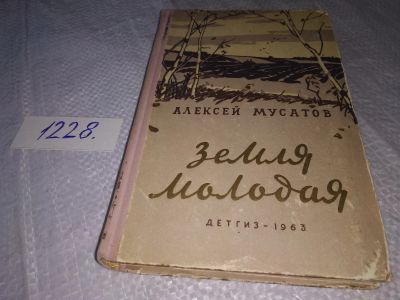 1228.
АЛЕКСЕЙ МУСАТОВ
Земля
молодая
ДЕТГИЗ-1963